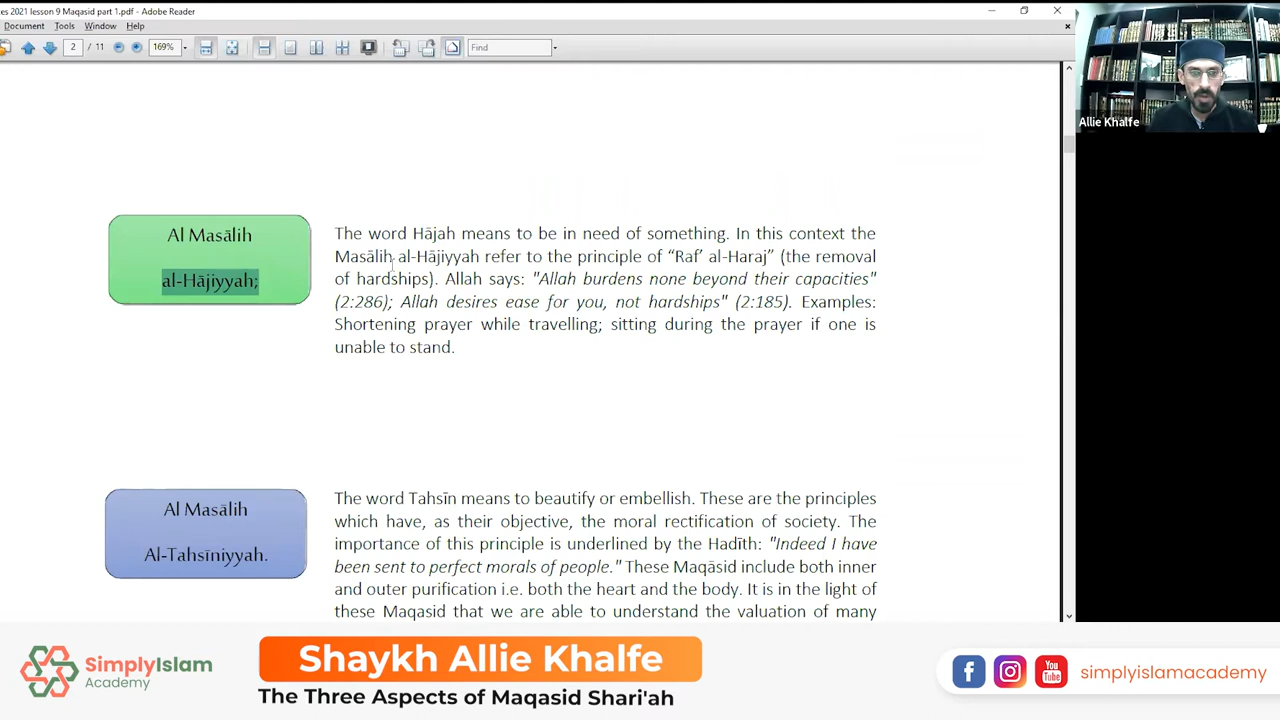 es 2021 lesson 9 Maqasid part 1.pdf - Adobe Reader
Document Tools Window Help
2 / 11 169% Find
Allie Khalfe
Al Masālih
al-Hājiyyah;
The word Hājah means to be in need of something. In this context the
Masālih al-Hājiyyah refer to the principle of “Raf’ al-Haraj” (the removal
of hardships). Allah says: "Allah burdens none beyond their capacities"
(2:286); Allah desires ease for you, not hardships" (2:185). Examples:
Shortening prayer while travelling; sitting during the prayer if one is
unable to stand.
Al Masālih
Al-Tahsīniyyah.
The word Tahsīn means to beautify or embellish. These are the principles
which have, as their objective, the moral rectification of society. The
importance of this principle is underlined by the Hadīth: "Indeed I have
been sent to perfect morals of people." These Maqāsid include both inner
and outer purification i.e. both the heart and the body. It is in the light of
these Maqasid that we are able to understand the valuation of many
SimplyIslam
Academy
Shaykh Allie Khalfe
The Three Aspects of Maqasid Shari'ah
You
Tube
simplyislamacademy